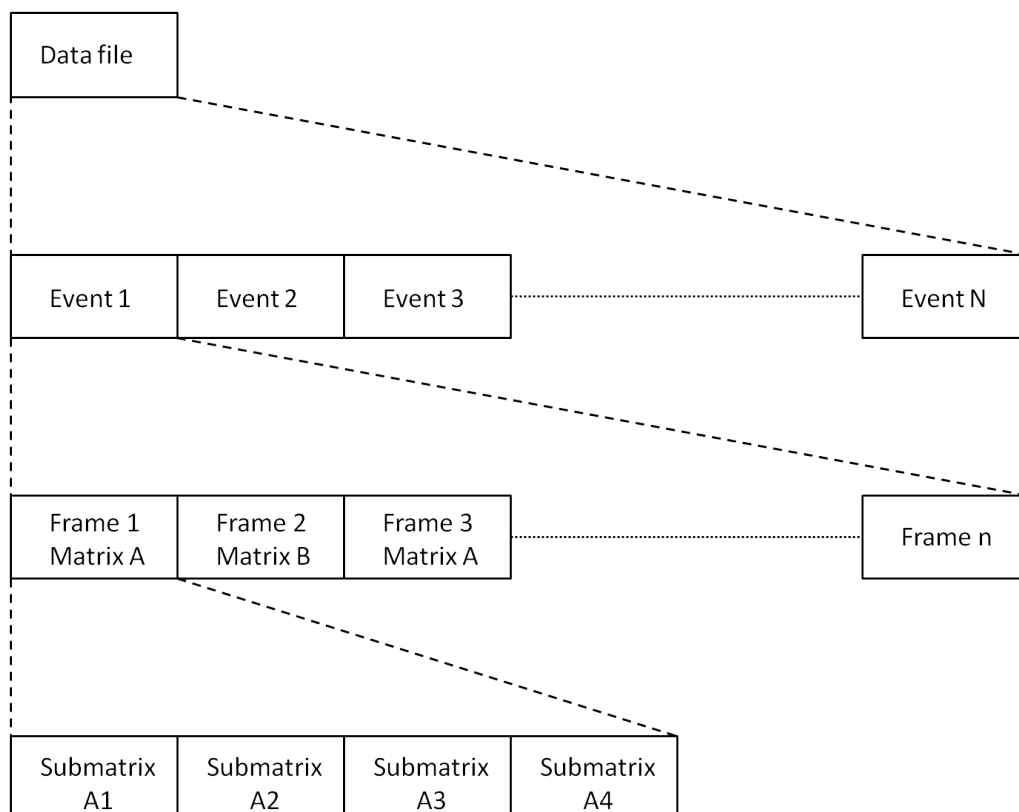 Data file
Event 1
Event 2
Event 3
Event N
Frame 1
Matrix A
Frame 2
Matrix B
Frame 3
Matrix A
Frame n
Submatrix
A1
Submatrix
A2
Submatrix
A3
Submatrix
A4